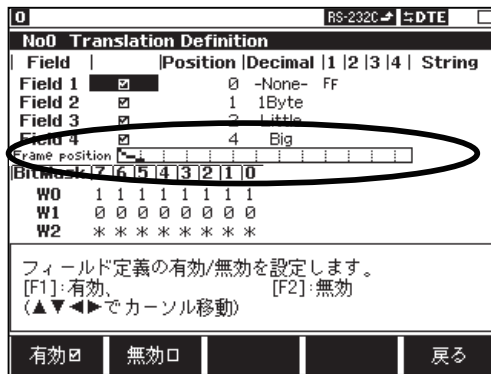 0 RS-232C ⇆DTE
No0 Translation Definition
Field | |Position |Decimal |1 |2 |3 |4 | String
Field 1 ☑ 0 -None- FF
Field 2 ☑ 1 1Byte
Field 3 ☑ 2 Little
Field 4 ☑ 4 Big
Frame position
BitMask|7|6|5|4|3|2|1|0
W0 1 1 1 1 1 1 1 1
W1 0 0 0 0 0 0 0 0
W2 * * * * * * * *
フィールド定義の有効/無効を設定します。
[F1]:有効、 [F2]:無効
(▲▼◀▶でカーソル移動)
有効☑ 無効□ 戻る